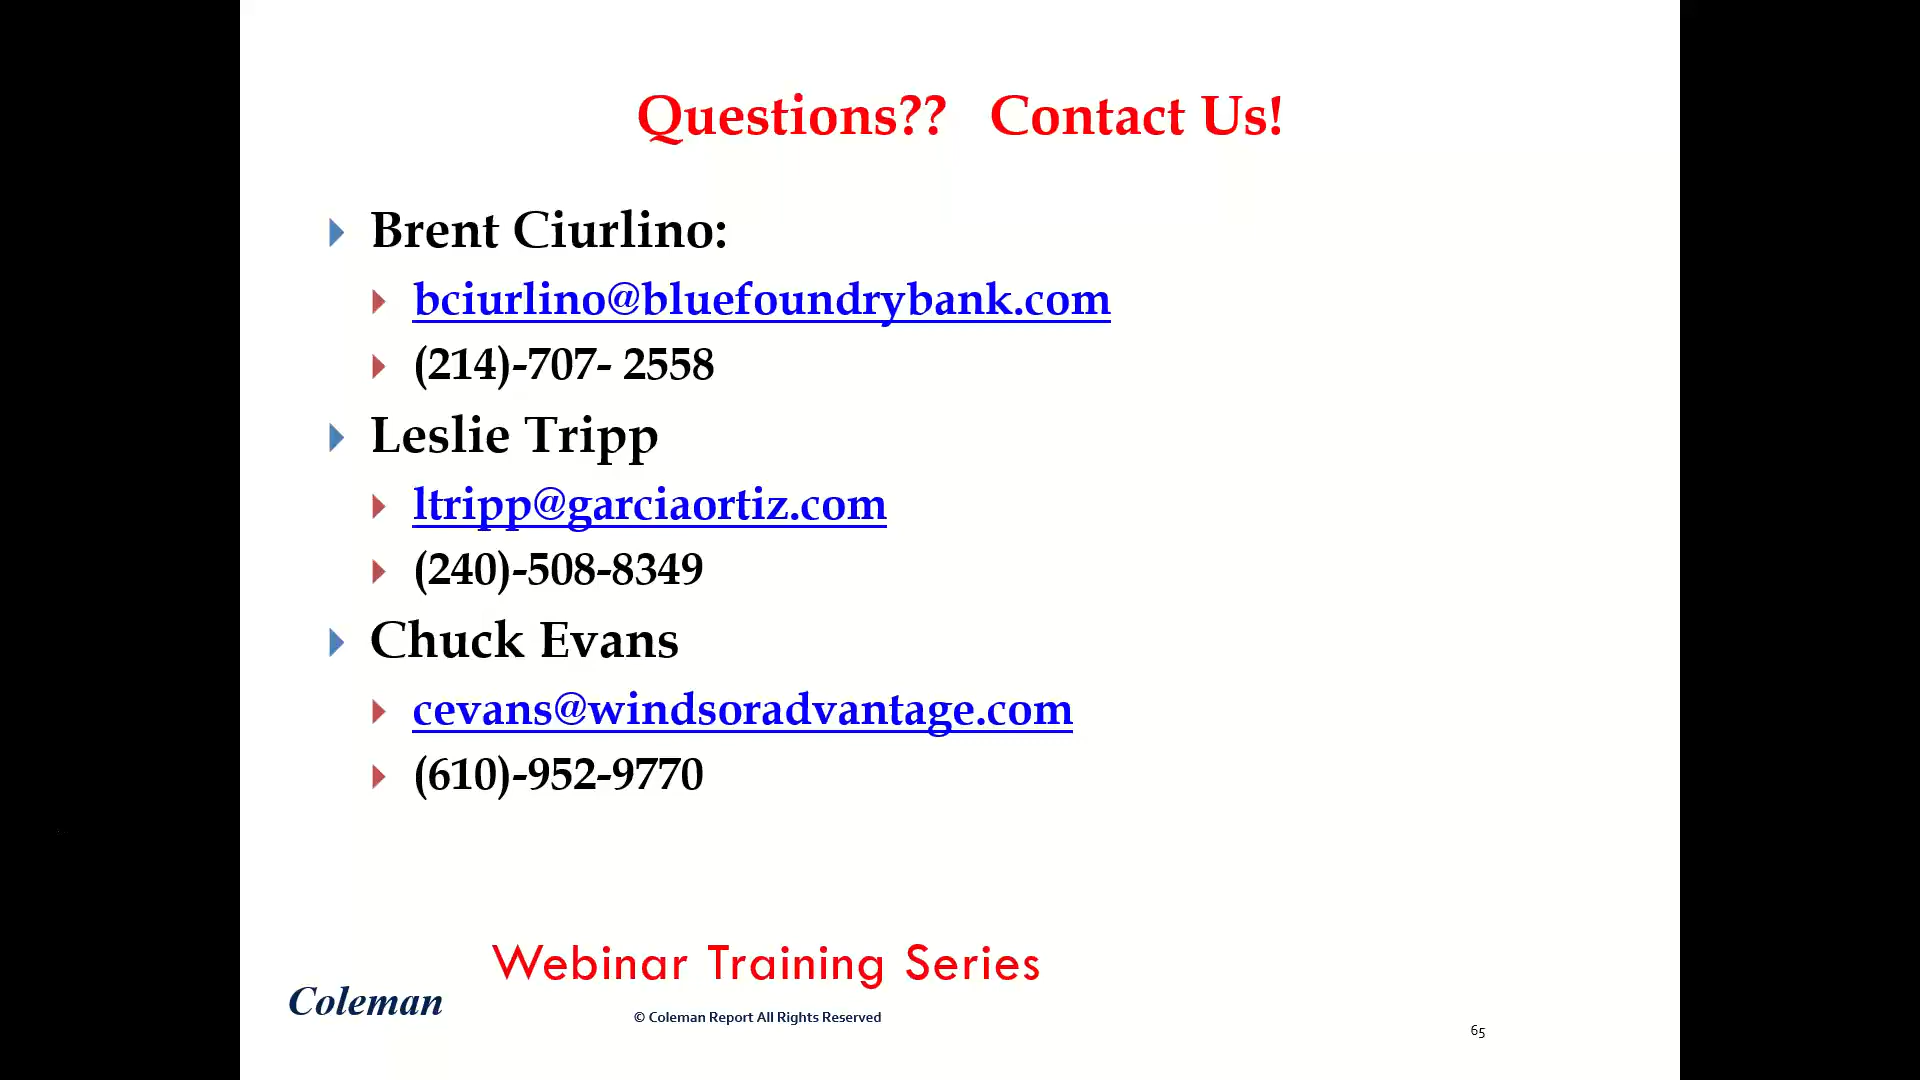 Questions?? Contact Us!
Brent Ciurlino:
bciurlino@bluefoundrybank.com
(214)-707- 2558
Leslie Tripp
ltripp@garciaortiz.com
(240)-508-8349
Chuck Evans
cevans@windsoradvantage.com
(610)-952-9770
Webinar Training Series
Coleman
© Coleman Report All Rights Reserved
65